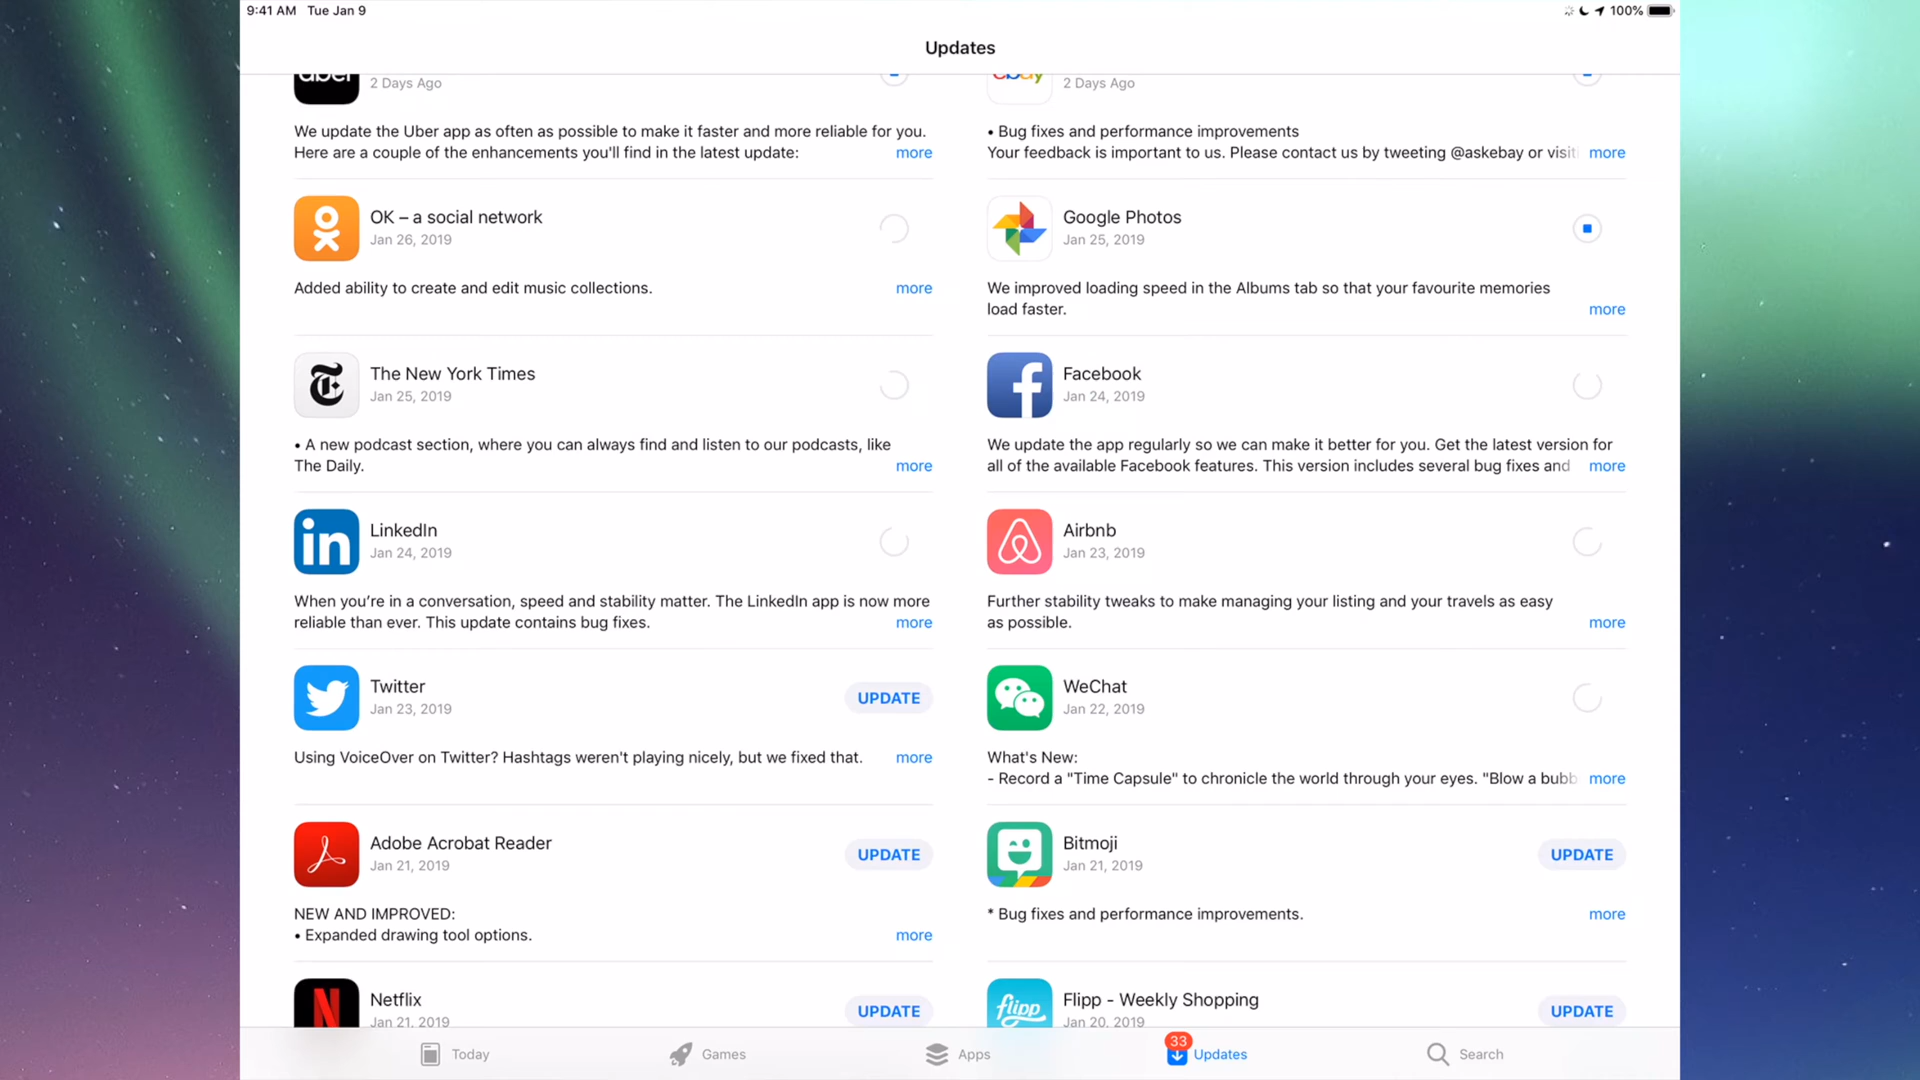 9:41 AM Tue Jan 9
100%
Updates
Uber
2 Days Ago
ebay
2 Days Ago
We update the Uber app as often as possible to make it faster and more reliable for you.
Here are a couple of the enhancements you'll find in the latest update:
more
• Bug fixes and performance improvements
Your feedback is important to us. Please contact us by tweeting @askebay or visit
more
OK – a social network
Jan 26, 2019
Added ability to create and edit music collections.
more
Google Photos
Jan 25, 2019
We improved loading speed in the Albums tab so that your favourite memories
load faster.
more
The New York Times
Jan 25, 2019
• A new podcast section, where you can always find and listen to our podcasts, like
The Daily.
more
Facebook
Jan 24, 2019
We update the app regularly so we can make it better for you. Get the latest version for
all of the available Facebook features. This version includes several bug fixes and
more
in
LinkedIn
Jan 24, 2019
When you're in a conversation, speed and stability matter. The LinkedIn app is now more
reliable than ever. This update contains bug fixes.
more
Airbnb
Jan 23, 2019
Further stability tweaks to make managing your listing and your travels as easy
as possible.
more
Twitter
Jan 23, 2019
UPDATE
Using VoiceOver on Twitter? Hashtags weren't playing nicely, but we fixed that.
more
WeChat
Jan 22, 2019
What's New:
- Record a "Time Capsule" to chronicle the world through your eyes. "Blow a bubb
more
Adobe Acrobat Reader
Jan 21, 2019
UPDATE
NEW AND IMPROVED:
• Expanded drawing tool options.
more
Bitmoji
Jan 21, 2019
UPDATE
* Bug fixes and performance improvements.
more
Netflix
Jan 21, 2019
UPDATE
flipp
Flipp - Weekly Shopping
Jan 20, 2019
UPDATE
Today
Games
Apps
33
Updates
Search